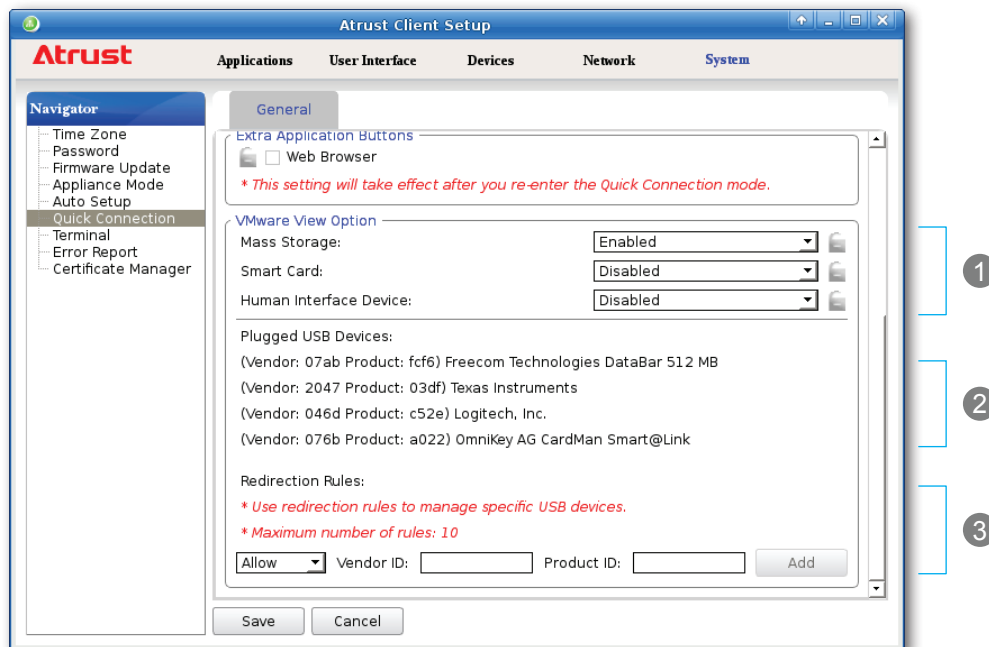 Atrust Client Setup
Atrust
Applications User Interface Devices Network System
Navigator
Time Zone
Password
Firmware Update
Appliance Mode
Auto Setup
Quick Connection
Terminal
Error Report
Certificate Manager
General
Extra Application Buttons
Web Browser
* This setting will take effect after you re-enter the Quick Connection mode.
VMware View Option
Mass Storage: Enabled
Smart Card: Disabled
Human Interface Device: Disabled
Plugged USB Devices:
(Vendor: 07ab Product: fcf6) Freecom Technologies DataBar 512 MB
(Vendor: 2047 Product: 03df) Texas Instruments
(Vendor: 046d Product: c52e) Logitech, Inc.
(Vendor: 076b Product: a022) OmniKey AG CardMan Smart@Link
Redirection Rules:
* Use redirection rules to manage specific USB devices.
* Maximum number of rules: 10
Allow Vendor ID: Product ID: Add
Save Cancel
1
2
3